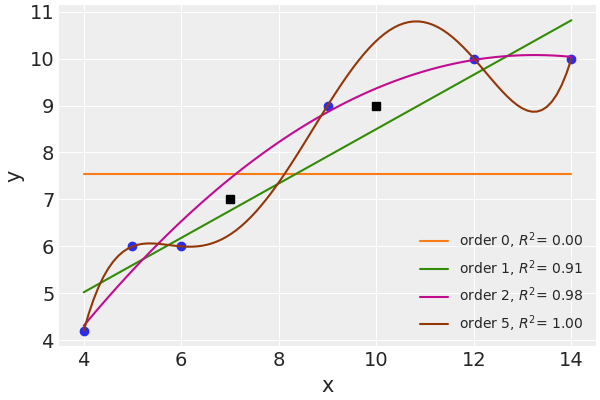 11
10
9
8
7
6
5
4
y
4 6 8 10 12 14
x
order 0, R²= 0.00
order 1, R²= 0.91
order 2, R²= 0.98
order 5, R²= 1.00